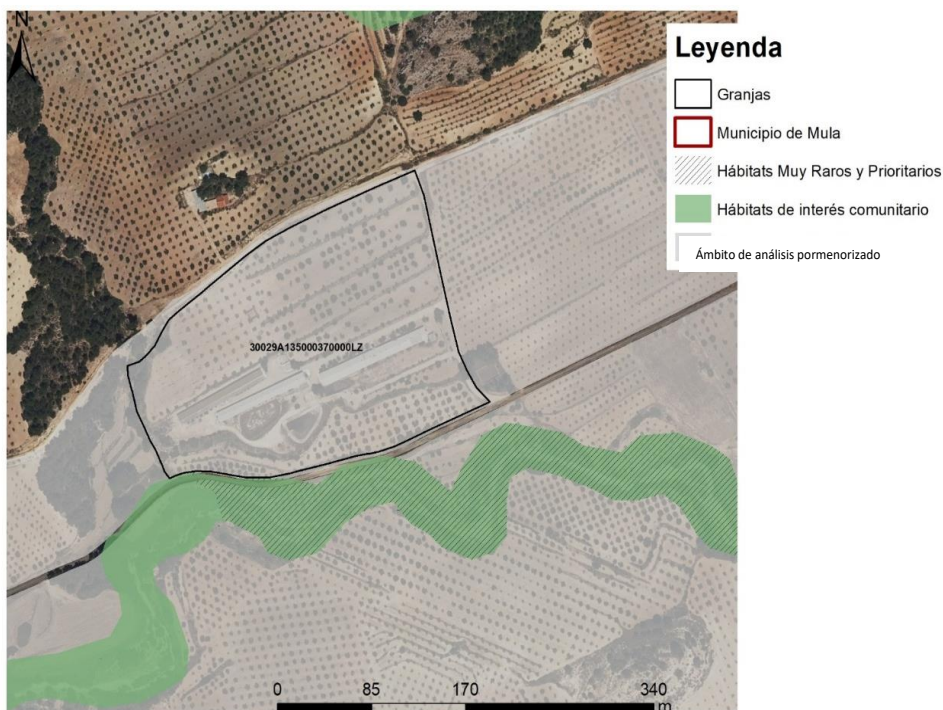 N
Leyenda
Granjas
Municipio de Mula
Hábitats Muy Raros y Prioritarios
Hábitats de interés comunitario
Ámbito de análisis pormenorizado
30029A135000370000LZ
0 85 170 340
m